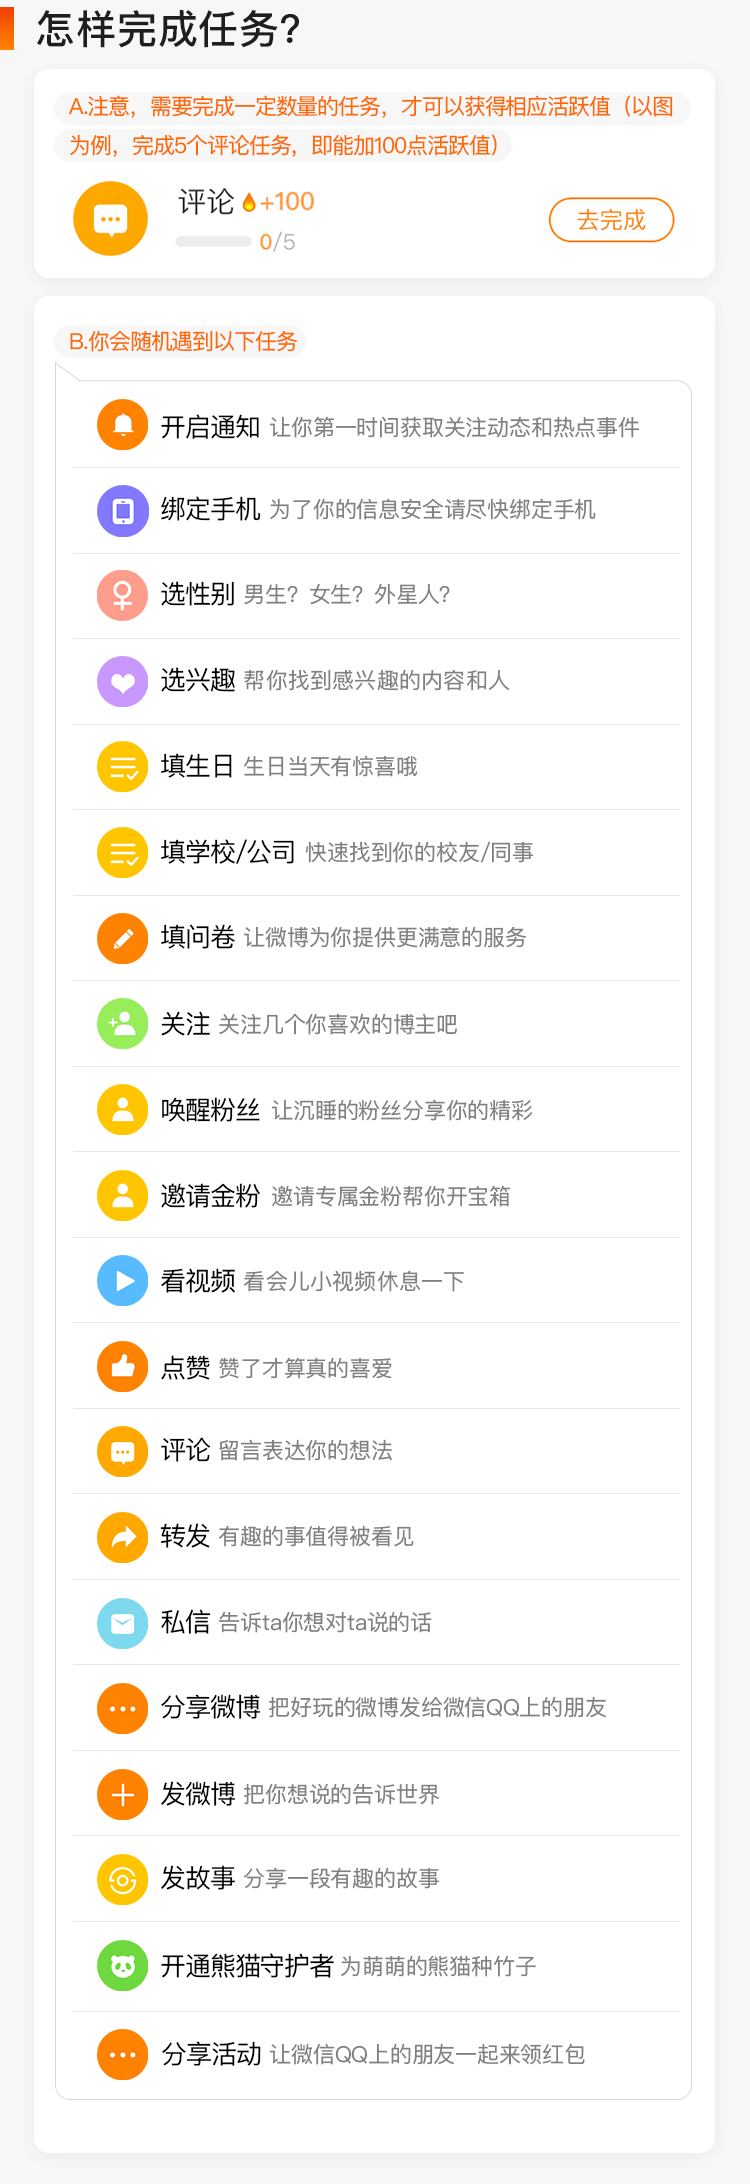 怎样完成任务？
A.注意，需要完成一定数量的任务，才可以获得相应活跃值（以图
为例，完成5个评论任务，即能加100点活跃值）
评论 +100
0/5
去完成
B.你会随机遇到以下任务
开启通知 让你第一时间获取关注动态和热点事件
绑定手机 为了你的信息安全请尽快绑定手机
选性别 男生？女生？外星人？
选兴趣 帮你找到感兴趣的内容和人
填生日 生日当天有惊喜哦
填学校/公司 快速找到你的校友/同事
填问卷 让微博为你提供更满意的服务
关注 关注几个你喜欢的博主吧
唤醒粉丝 让沉睡的粉丝分享你的精彩
邀请金粉 邀请专属金粉帮你开宝箱
看视频 看会儿小视频休息一下
点赞 赞了才算真的喜爱
评论 留言表达你的想法
转发 有趣的事值得被看见
私信 告诉ta你想对ta说的话
分享微博 把好玩的微博发给微信QQ上的朋友
发微博 把你想说的告诉世界
发故事 分享一段有趣的故事
开通熊猫守护者 为萌萌的熊猫种竹子
分享活动 让微信QQ上的朋友一起来领红包